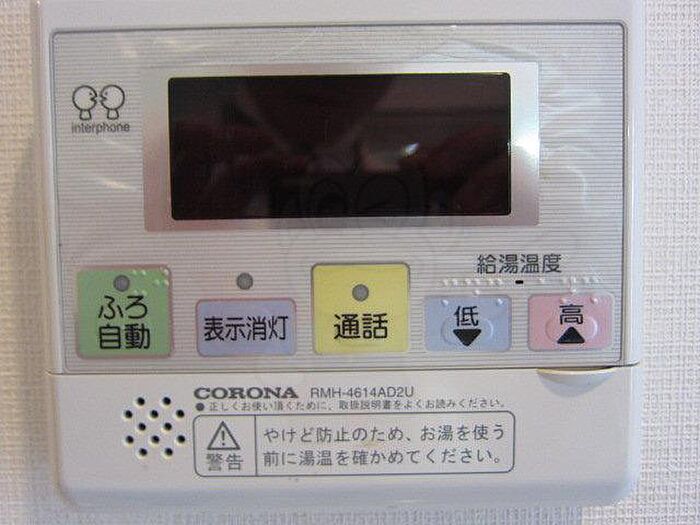 interphone
給湯温度
ふろ
自動
表示消灯
通話
低
高
CORONA RMH-4614AD2U
●正しくお使い頂くために、取扱説明書をよくお読みください。
警告
やけど防止のため、お湯を使う
前に湯温を確かめてください。